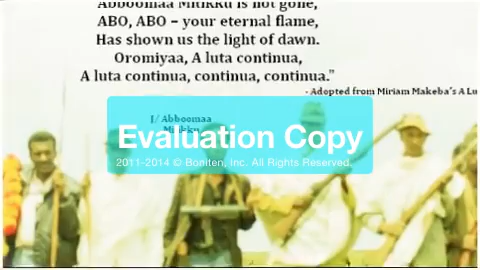 Abboomaa Mitikku is not gone,
ABO, ABO – your eternal flame,
Has shown us the light of dawn.
Oromiyaa, A luta continua,
A luta continua, continua, continua."
- Adopted from Miriam Makeba's A Lu
J/ Abboomaa
Mitikku
Evaluation Copy
2011-2014 © Boniten, Inc. All Rights Reserved.